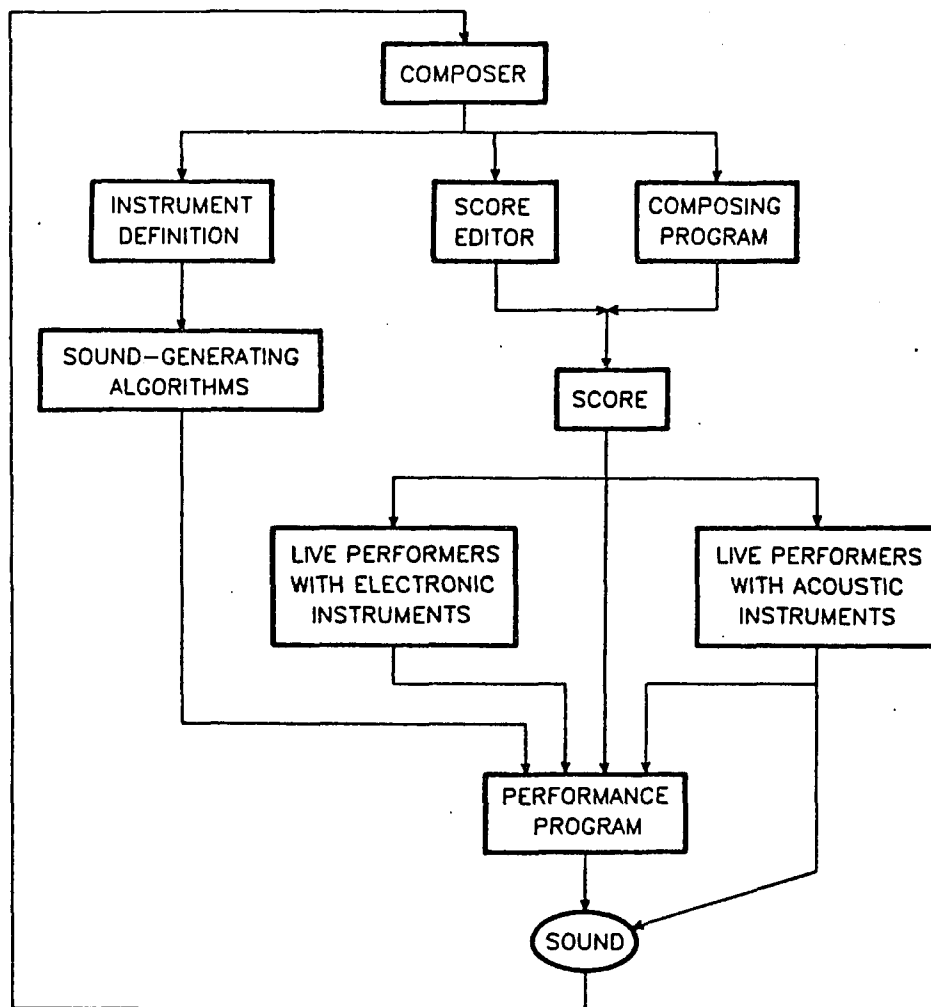 COMPOSER
INSTRUMENT
DEFINITION
SCORE
EDITOR
COMPOSING
PROGRAM
SOUND–GENERATING
ALGORITHMS
SCORE
LIVE PERFORMERS
WITH ELECTRONIC
INSTRUMENTS
LIVE PERFORMERS
WITH ACOUSTIC
INSTRUMENTS
PERFORMANCE
PROGRAM
SOUND